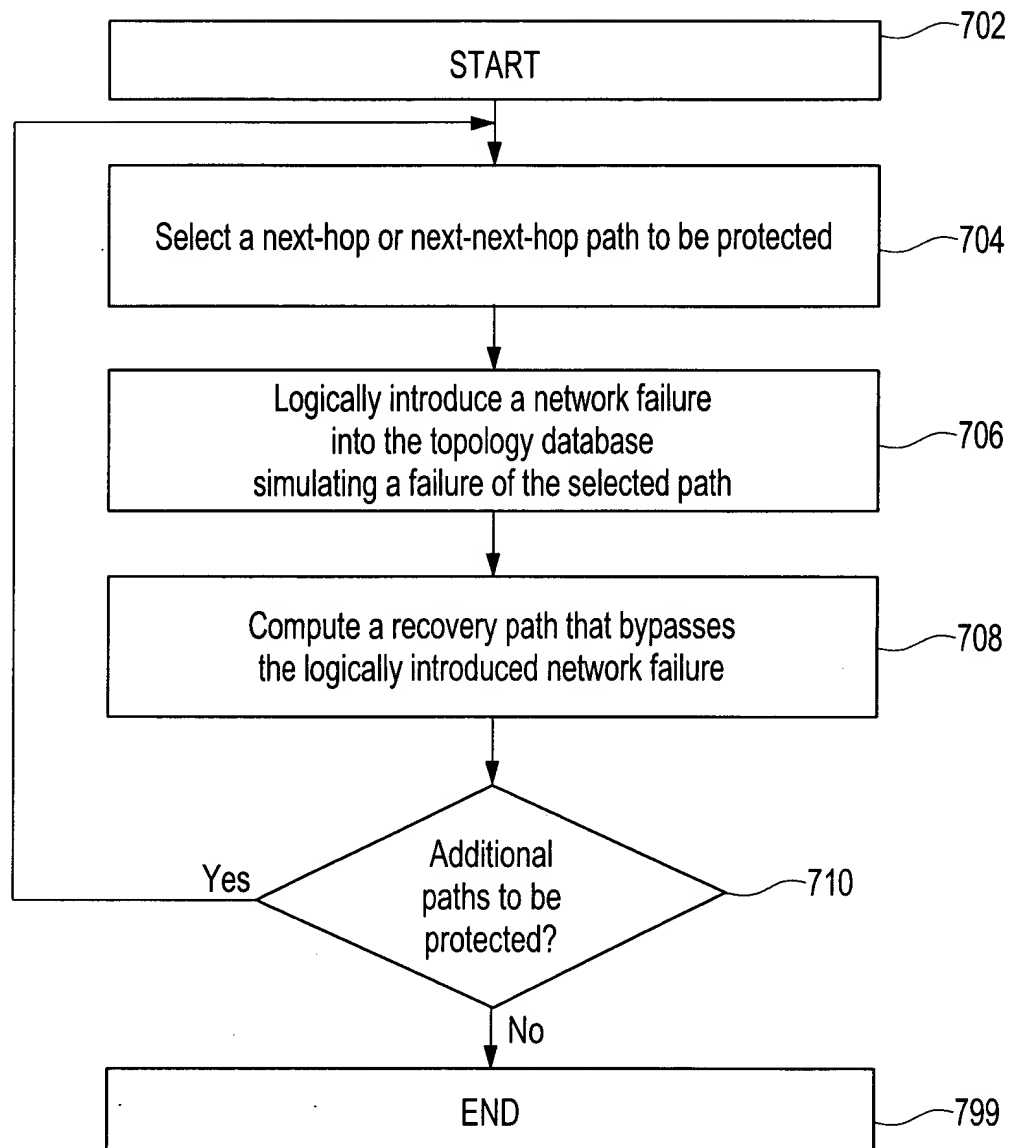 702
START
Select a next-hop or next-next-hop path to be protected
704
Logically introduce a network failure
into the topology database
simulating a failure of the selected path
706
Compute a recovery path that bypasses
the logically introduced network failure
708
Additional
paths to be
protected?
Yes
710
No
END
799